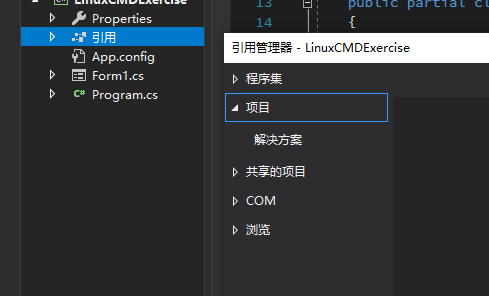 LinuxCMDExercise
Properties
引用
App.config
Form1.cs
Program.cs
13 public partial cl
14 {
引用管理器 - LinuxCMDExercise
程序集
项目
解决方案
共享的项目
COM
浏览